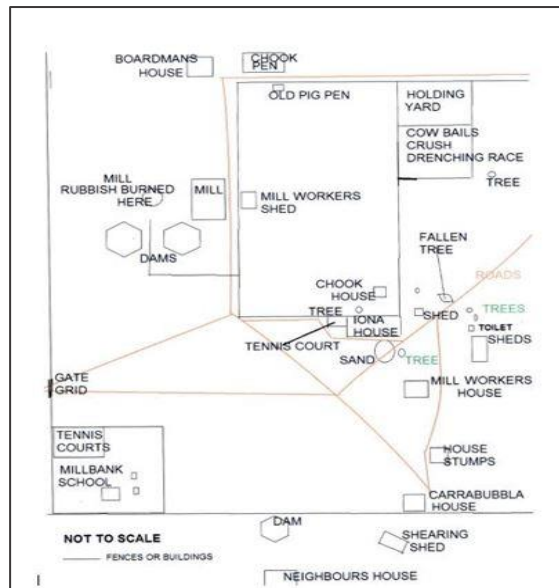 BOARDMANS
HOUSE
CHOOK
PEN
OLD PIG PEN
HOLDING
YARD
COW BAILS
CRUSH
DRENCHING RACE
TREE
MILL
RUBBISH BURNED
HERE
MILL
MILL WORKERS
SHED
DAMS
FALLEN
TREE
ROADS
CHOOK
HOUSE
TREE
IONA
HOUSE
SHED
TREES
TOILET
SHEDS
TENNIS COURT
SAND
TREE
GATE
GRID
MILL WORKERS
HOUSE
TENNIS
COURTS
MILLBANK
SCHOOL
HOUSE
STUMPS
CARRABUBBLA
HOUSE
NOT TO SCALE
FENCES OR BUILDINGS
DAM
SHEARING
SHED
NEIGHBOURS HOUSE